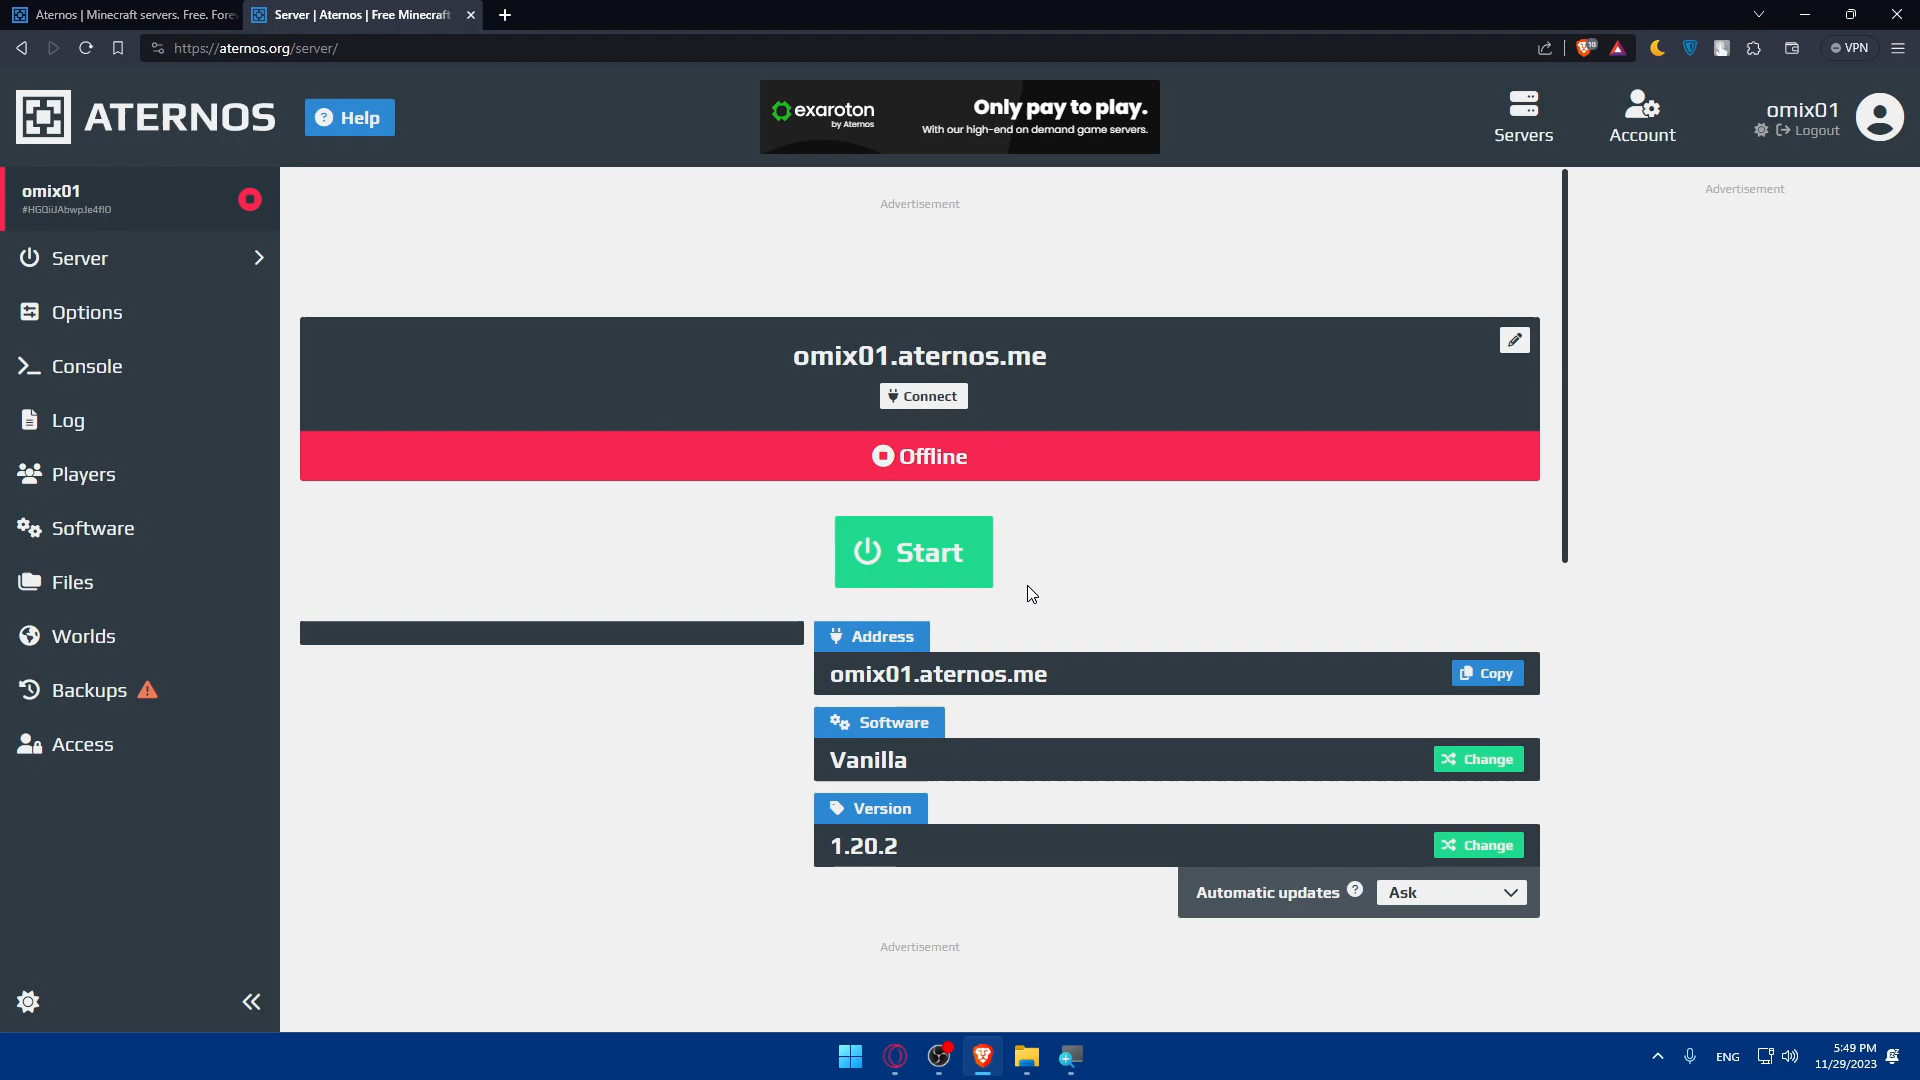 Aternos | Minecraft servers. Free. Fore
Server | Aternos | Free Minecraft
https://aternos.org/server/
10
VPN
ATERNOS
Help
exaroton
by Aternos
Only pay to play.
With our high-end on demand game servers.
Servers
Account
omix01
Logout
omix01
Server
Options
Console
Log
Players
Software
Files
Worlds
Backups
Access
Advertisement
Advertisement
omix01.aternos.me
Connect
Offline
Start
Address
omix01.aternos.me
Copy
Software
Vanilla
Change
Version
1.20.2
Change
Automatic updates ?
Ask
Advertisement
ENG
5:49 PM
11/29/2023